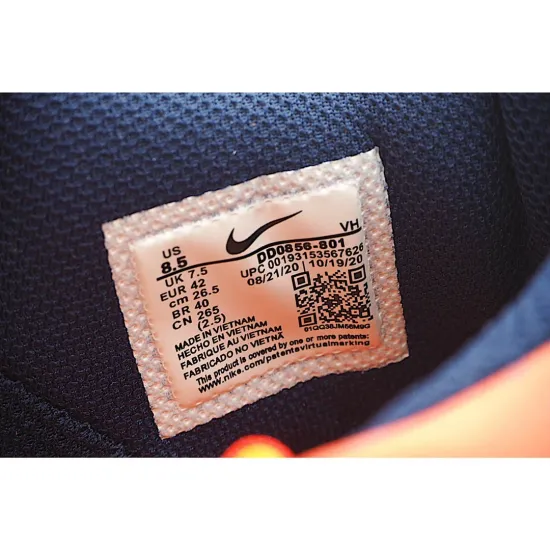 VH
US
8.5
DD0856-801
UK 7.5
UPC 00193153567626
EUR 42
08/21/20 10/19/20
cm 26.5
BR 40
CN 265
(2.5)
MADE IN VIETNAM
HECHO EN VIETNAM
FABRIQUE AU VIETNAM
FABRICADO NO VIETNÃ
This product is covered by one or more patents:
www.nike.com/patentsvirtualmarking